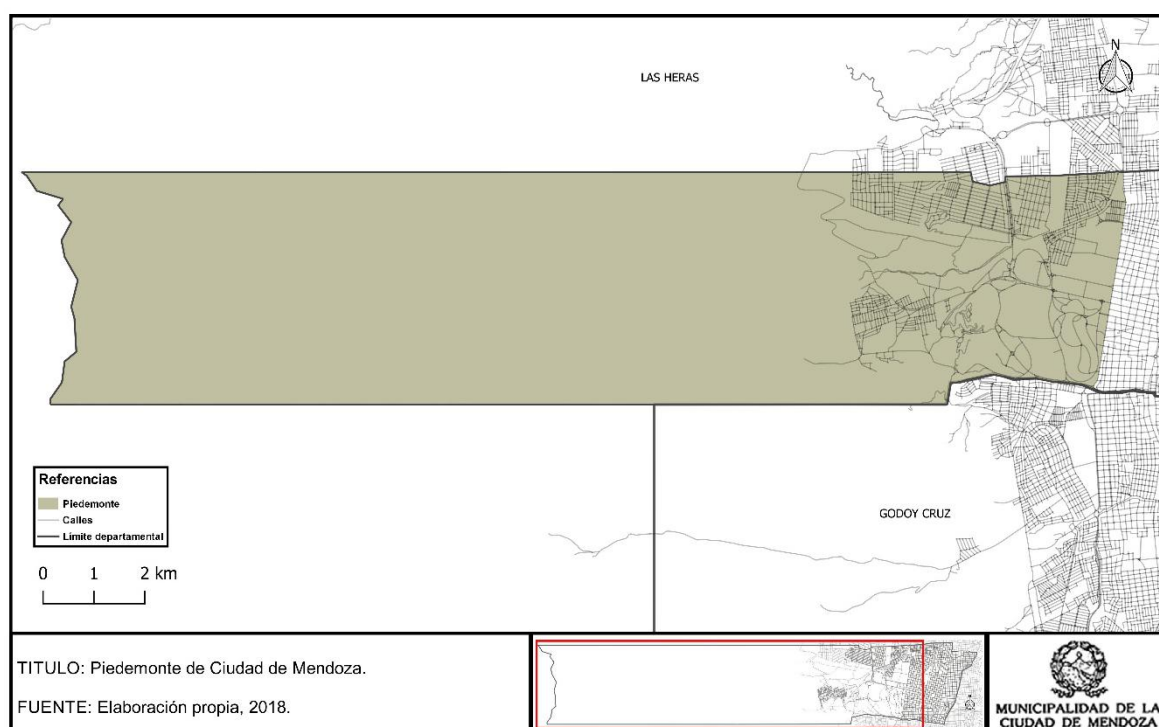 LAS HERAS
N
GODOY CRUZ
Referencias
Piedemonte
Calles
Limite departamental
0 1 2 km
TITULO: Piedemonte de Ciudad de Mendoza.
FUENTE: Elaboración propia, 2018.
MUNICIPALIDAD DE LA
CIUDAD DE MENDOZA